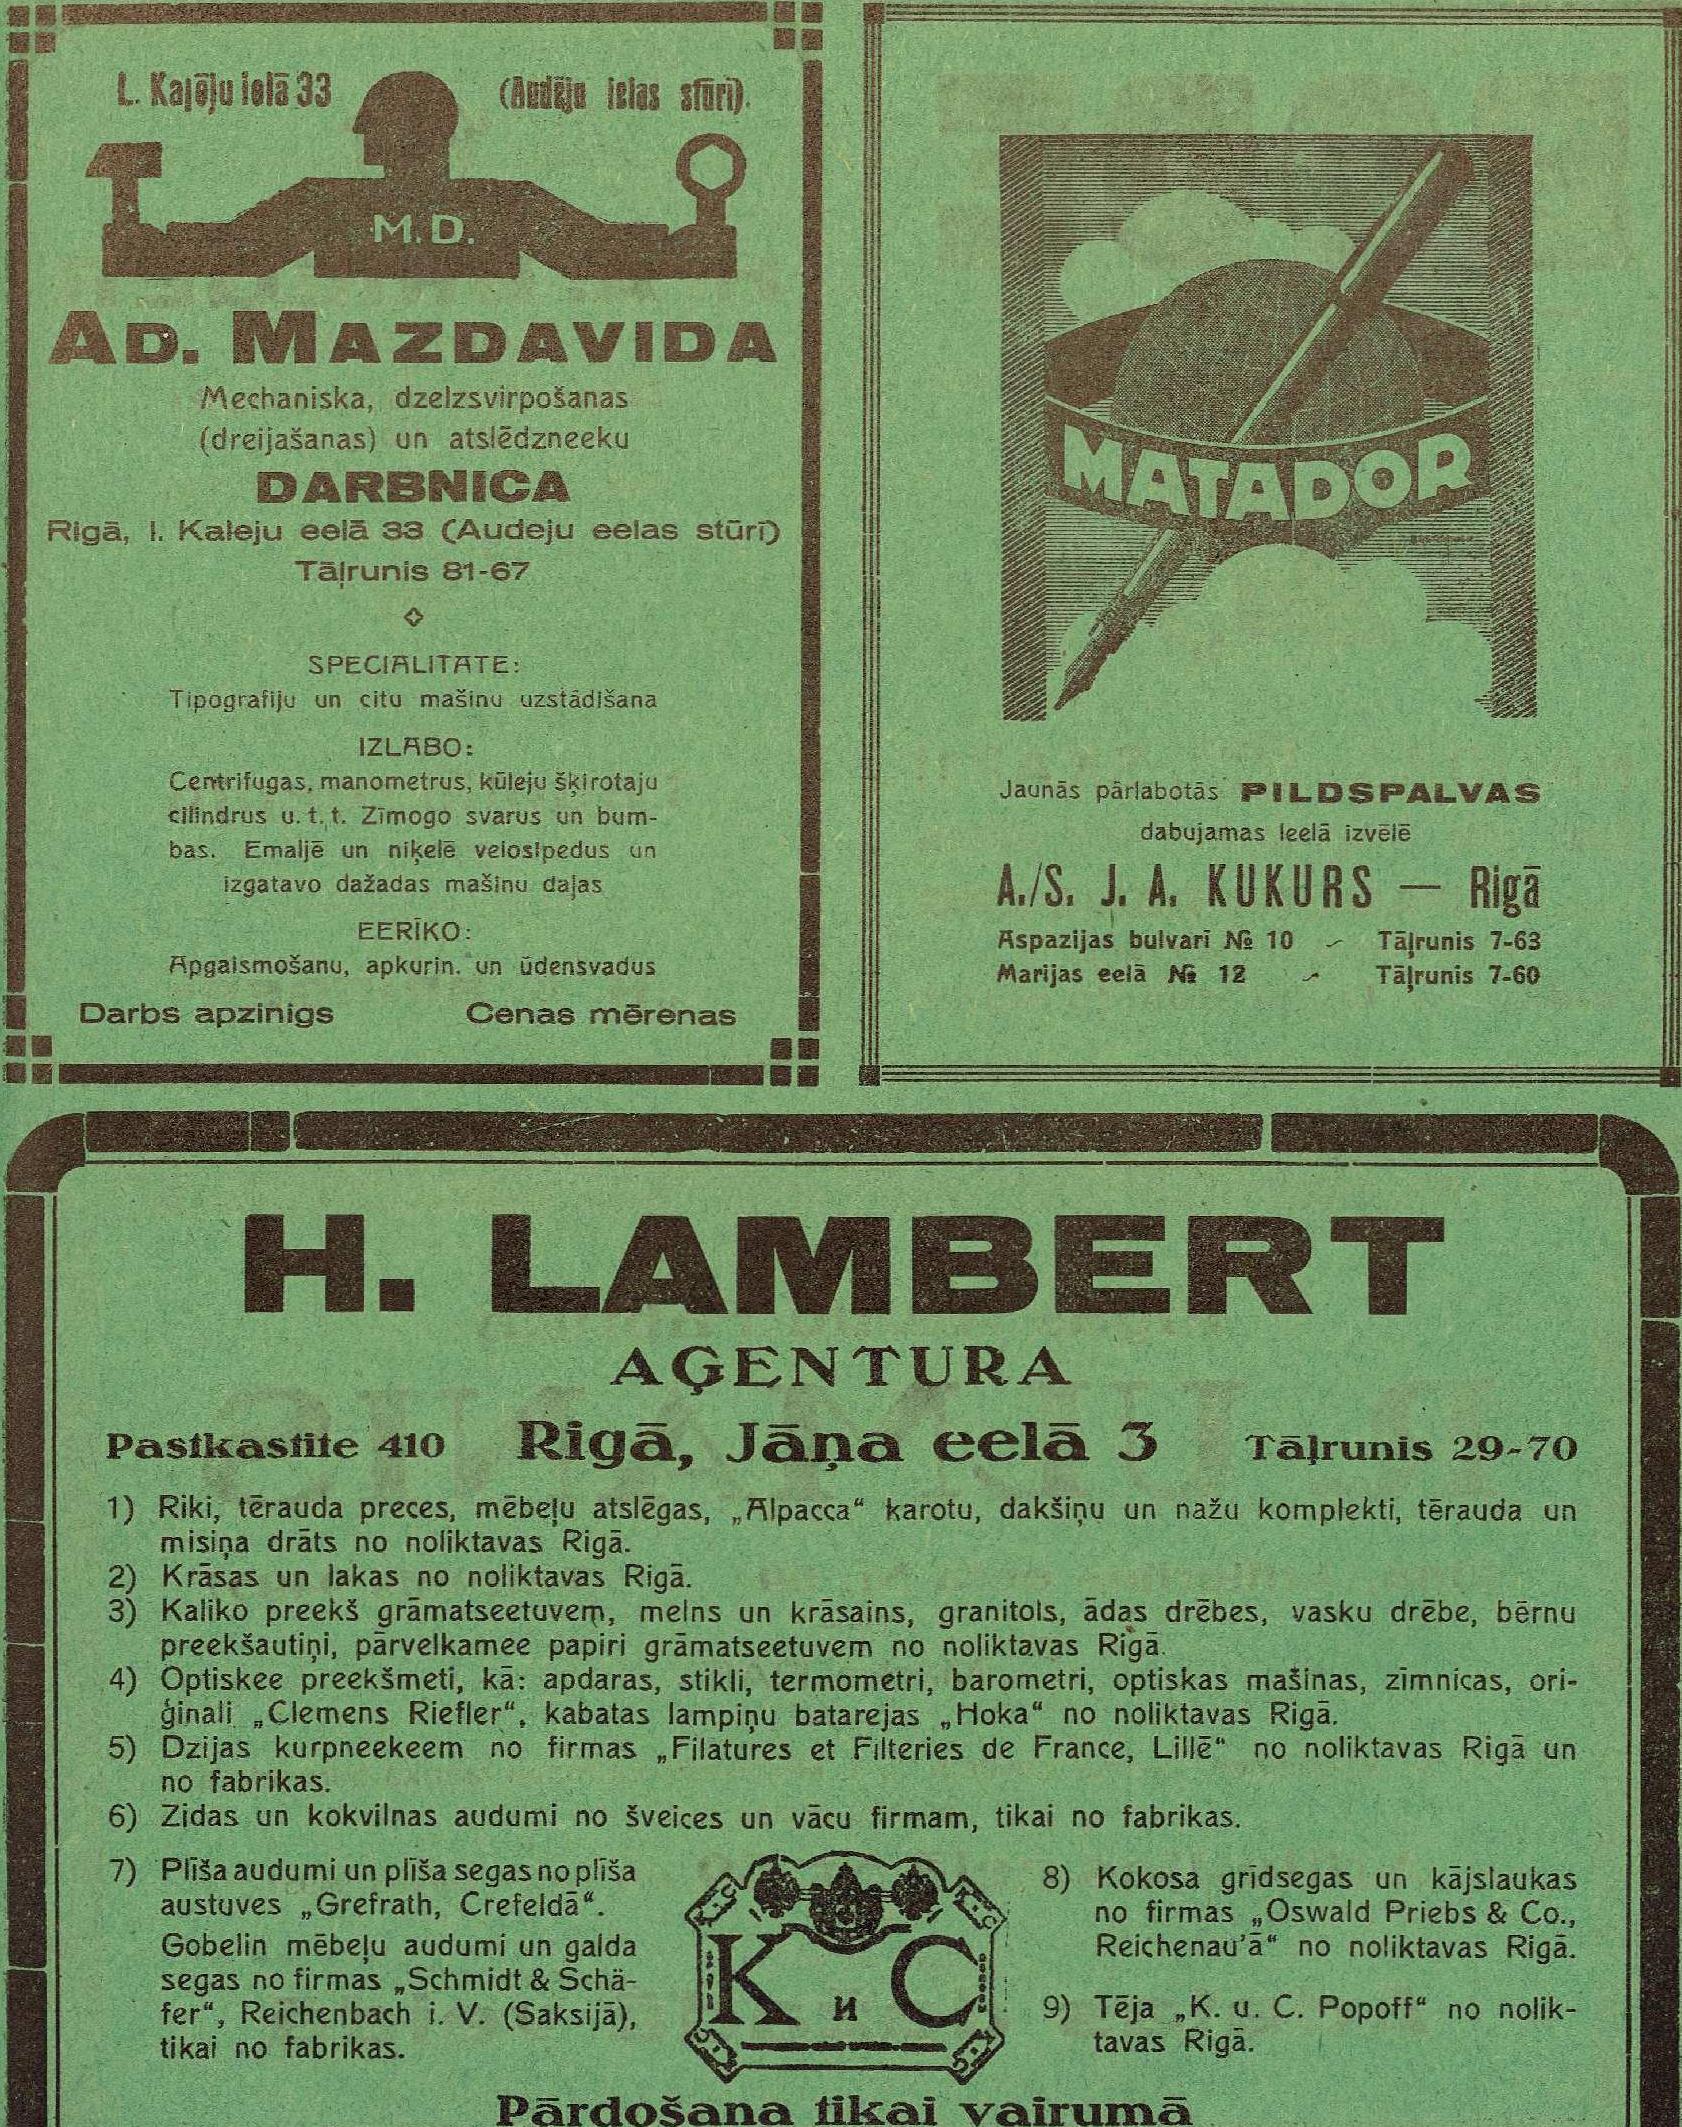 L. Kaļēju ielā 33 (Audēju ielas stūrī).
M. D.
AD. MAZDAVIDA
Mechaniska, dzelzsvirpošanas
(dreijašanas) un atslēdzneeku
DARBNICA
Rigā, l. Kaleju eelā 33 (Audeju eelas stūrī)
Tāļrunis 81-67
SPECIALITATE:
Tipografiju un citu mašinu uzstādišana
IZLABO:
Centrifugas, manometrus, kūleju šķirotaju
cilindrus u. t. t. Zīmogo svarus un bum-
bas. Emaljē un niķelē velosipedus un
izgatavo dažadas mašinu daļas
EERĪKO:
Apgaismošanu, apkurin. un ūdensvadus
Darbs apzinigs Cenas mērenas
MATADOR
Jaunās pārlabotās PILDSPALVAS
dabujamas leelā izvēlē
A./S. J. A. KUKURS — Rigā
Aspazijas bulvarī № 10 Tāļrunis 7-63
Marijas eelā № 12 Tāļrunis 7-60
H. LAMBERT
AĢENTURA
Pastkastite 410 Rigā, Jāņa eelā 3 Tāļrunis 29-70
1) Riki, tērauda preces, mēbeļu atslēgas, „Alpacca“ karotu, dakšiņu un nažu komplekti, tērauda un
misiņa drāts no noliktavas Rigā.
2) Krāsas un lakas no noliktavas Rigā.
3) Kaliko preekš grāmatseetuvem, melns un krāsains, granitols, ādas drēbes, vasku drēbe, bērnu
preekšautiņi, pārvelkamee papiri grāmatseetuvem no noliktavas Rigā.
4) Optiskee preekšmeti, kā: apdaras, stikli, termometri, barometri, optiskas mašinas, zīmnicas, ori-
ģinali „Clemens Riefler“, kabatas lampiņu batarejas „Hoka“ no noliktavas Rigā.
5) Dzijas kurpneekeem no firmas „Filatures et Filteries de France, Lillē“ no noliktavas Rigā un
no fabrikas.
6) Zidas un kokvilnas audumi no šveices un vācu firmam, tikai no fabrikas.
7) Plīša audumi un plīša segas no plīša
austuves „Grefrath, Crefeldā“.
Gobelin mēbeļu audumi un galda
segas no firmas „Schmidt & Schä-
fer“, Reichenbach i. V. (Saksijā),
tikai no fabrikas.
К и С
8) Kokosa grīdsegas un kājslaukas
no firmas „Oswald Priebs & Co.,
Reichenau'ā“ no noliktavas Rigā.
9) Tēja „K. u. C. Popoff“ no nolik-
tavas Rigā.
Pārdošana tikai vairumā